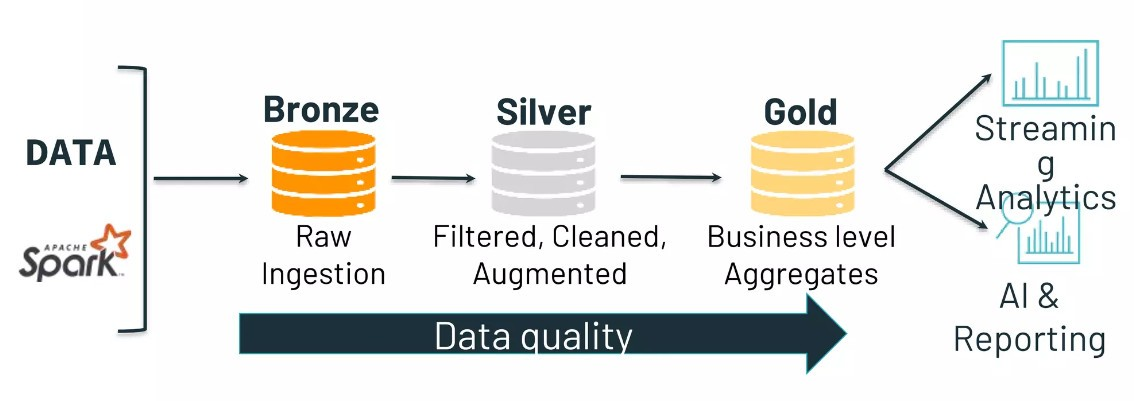 DATA
APACHE
Spark™
Bronze
Raw
Ingestion
Silver
Filtered, Cleaned,
Augmented
Gold
Business level
Aggregates
Data quality
Streamin
g
Analytics
AI &
Reporting